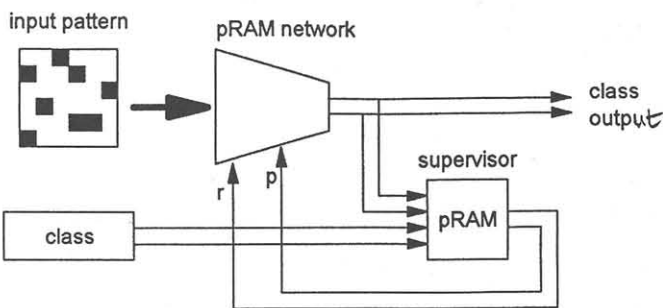 input pattern
pRAM network
class
output
supervisor
r
p
class
pRAM